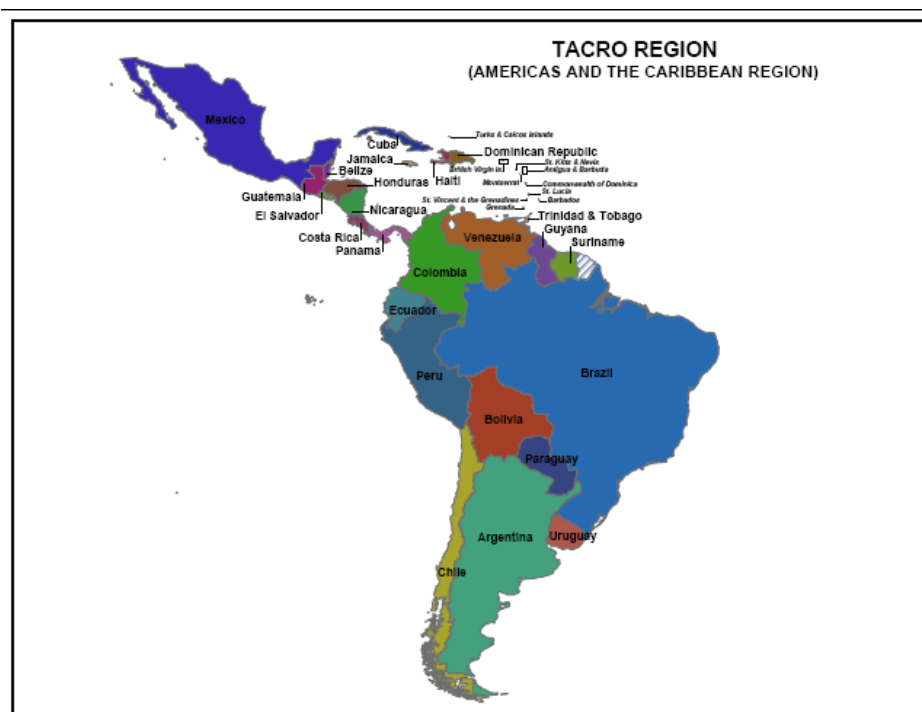 TACRO REGION
(AMERICAS AND THE CARIBBEAN REGION)
Mexico
Cuba
Turks & Caicos Islands
Jamaica
Dominican Republic
Belize
British Virgin Is
St. Kitts & Nevis
Antigua & Barbuda
Guatemala
Honduras
Haiti
Montserrat
Commonwealth of Dominica
St. Lucia
El Salvador
Nicaragua
St. Vincent & the Grenadines
Barbados
Grenada
Costa Rica
Panama
Venezuela
Trinidad & Tobago
Guyana
Suriname
Colombia
Ecuador
Peru
Brazil
Bolivia
Paraguay
Argentina
Uruguay
Chile